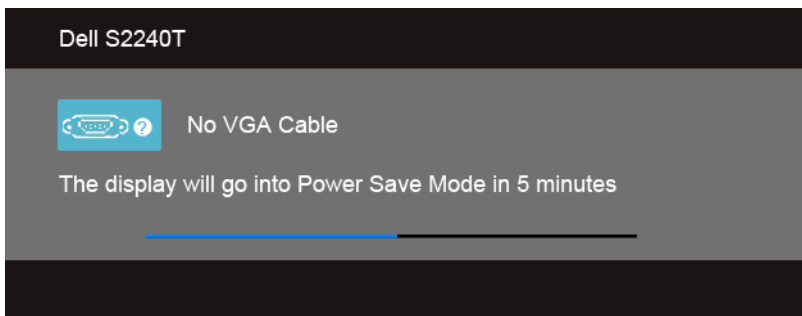 Dell S2240T
No VGA Cable
The display will go into Power Save Mode in 5 minutes